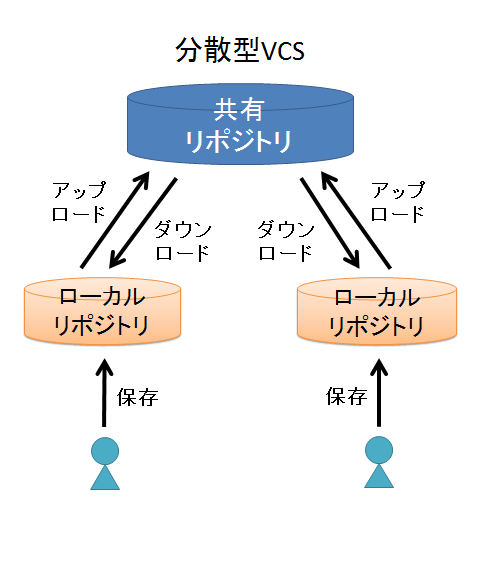 分散型VCS
共有
リポジトリ
アップ
ロード
ダウン
ロード
ダウン
ロード
アップ
ロード
ローカル
リポジトリ
ローカル
リポジトリ
保存
保存